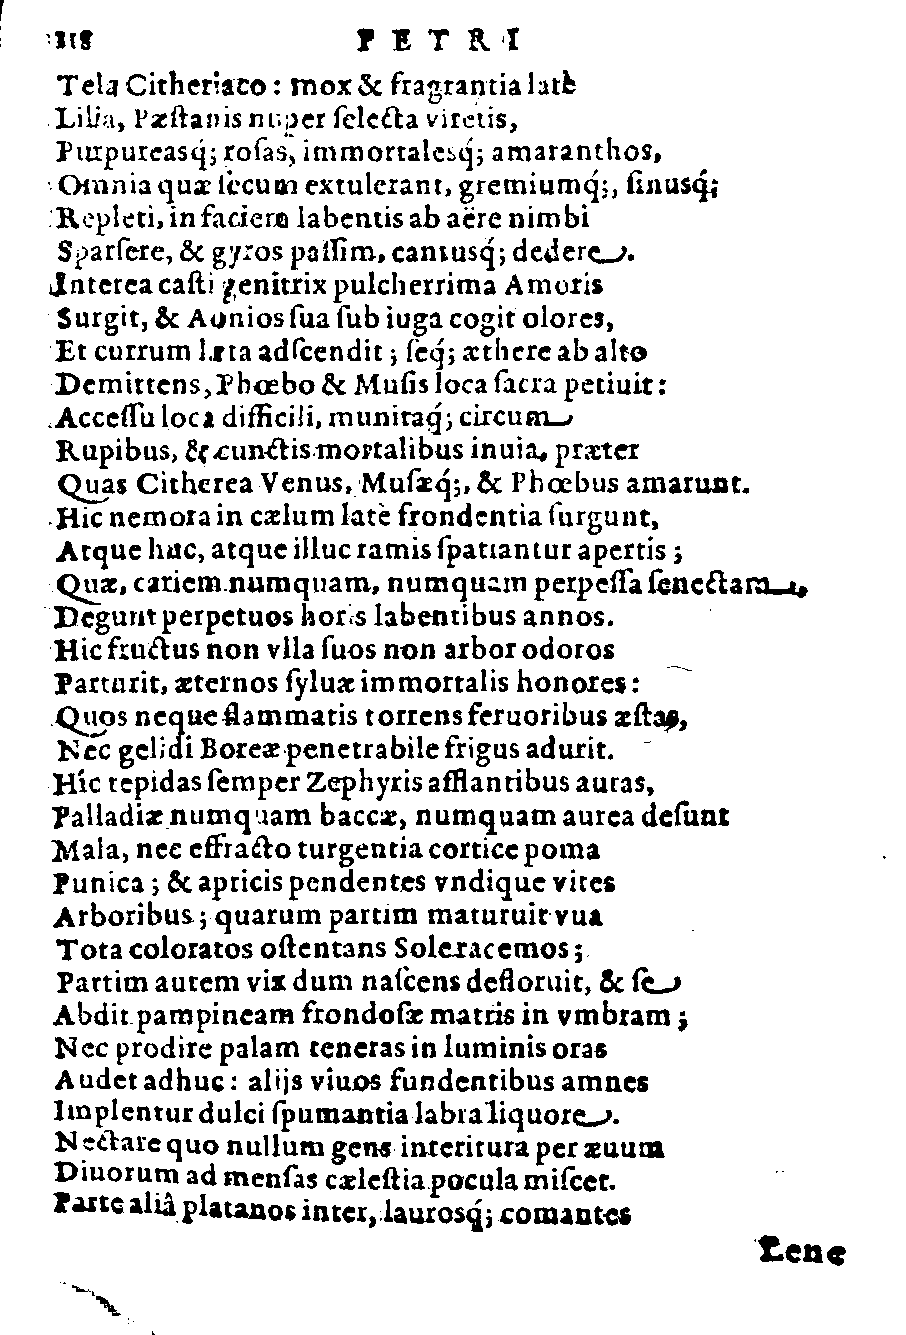 118 PETRI
Tela Citheriaco: mox & fragrantia latè
Lilia, Pæſtanis nuper ſelecta viretis,
Purpureasq́; roſas, immortalesq́; amaranthos,
Omnia quæ ſecum extulerant, gremiumq́;, ſinusq́;
Repleti, in faciem labentis ab aëre nimbi
Sparſere, & gyros paſſim, cantusq́; dedere.
Interea caſti genitrix pulcherrima Amoris
Surgit, & Aonios ſua ſub iuga cogit olores,
Et currum læta adſcendit; ſeq́; æthere ab alto
Demittens, Phœbo & Muſis loca ſacra petiuit:
Acceſſu loca difficili, munitaq́; circum
Rupibus, & cunctis mortalibus inuia, præter
Quas Citherea Venus, Muſæq́;, & Phœbus amarunt.
Hic nemora in cælum latè frondentia ſurgunt,
Atque huc, atque illuc ramis ſpatiantur apertis;
Quæ, cariem numquam, numquam perpeſſa ſenectam,
Degunt perpetuos horis labentibus annos.
Hic fructus non vlla ſuos non arbor odoros
Parturit, æternos ſyluæ immortalis honores:
Quos neque flammatis torrens feruoribus æſtas,
Nec gelidi Boreæ penetrabile frigus adurit.
Hic tepidas ſemper Zephyris afflantibus auras,
Palladiæ numquam baccæ, numquam aurea deſunt
Mala, nec effracto turgentia cortice poma
Punica; & apricis pendentes vndique vites
Arboribus; quarum partim maturuit vua
Tota coloratos oſtentans Sole racemos;
Partim autem vix dum naſcens defloruit, & ſe
Abdit pampineam frondoſæ matris in vmbram;
Nec prodire palam teneras in luminis oras
Audet adhuc: alijs viuos fundentibus amnes
Implentur dulci ſpumantia labra liquore.
Nectare quo nullum gens interitura per æuum
Diuorum ad menſas cæleſtia pocula miſcet.
Parte aliâ platanos inter, laurosq́; comantes
Lene